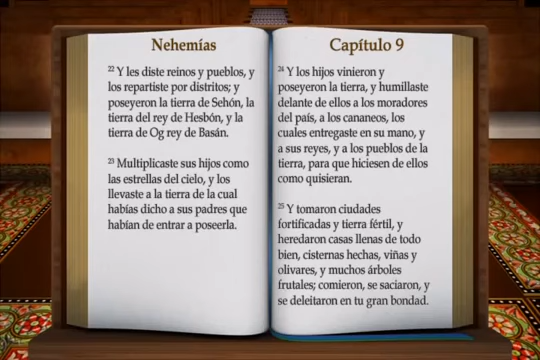 Nehemías
22 Y les diste reinos y pueblos, y
los repartiste por distritos; y
poseyeron la tierra de Sehón, la
tierra del rey de Hesbón, y la
tierra de Og rey de Basán.
23 Multiplicaste sus hijos como
las estrellas del cielo, y los
llevaste a la tierra de la cual
habías dicho a sus padres que
habían de entrar a poseerla.
Capítulo 9
24 Y los hijos vinieron y
poseyeron la tierra, y humillaste
delante de ellos a los moradores
del país, a los cananeos, los
cuales entregaste en su mano, y
a sus reyes, y a los pueblos de la
tierra, para que hiciesen de ellos
como quisieran.
25 Y tomaron ciudades
fortificadas y tierra fértil, y
heredaron casas llenas de todo
bien, cisternas hechas, viñas y
olivares, y muchos árboles
frutales; comieron, se saciaron, y
se deleitaron en tu gran bondad.